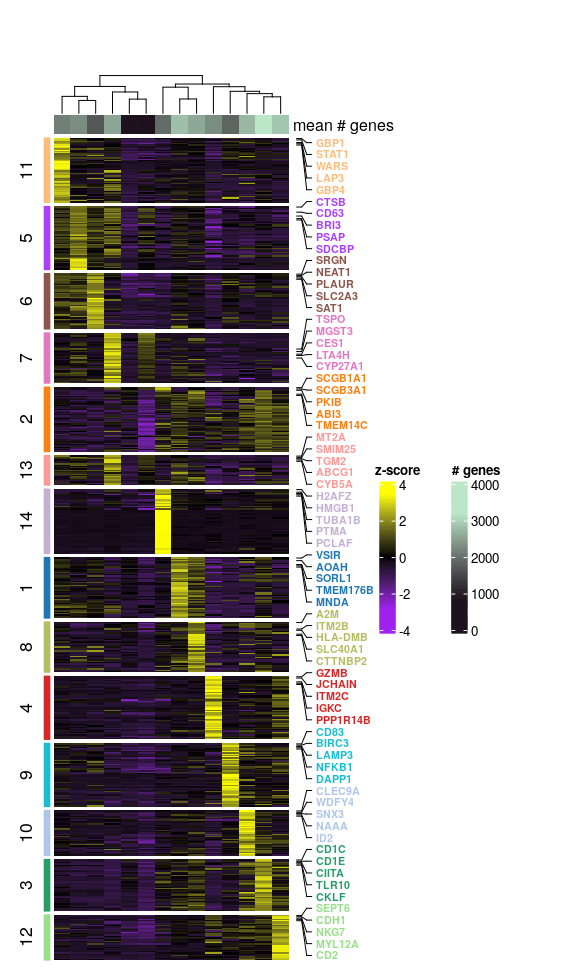 mean # genes
11
GBP1
STAT1
WARS
LAP3
GBP4
5
CTSB
CD63
BRI3
PSAP
SDCBP
6
SRGN
NEAT1
PLAUR
SLC2A3
SAT1
7
TSPO
MGST3
CES1
LTA4H
CYP27A1
2
SCGB1A1
SCGB3A1
PKIB
ABI3
TMEM14C
13
MT2A
SMIM25
TGM2
ABCG1
CYB5A
14
H2AFZ
HMGB1
TUBA1B
PTMA
PCLAF
1
VSIR
AOAH
SORL1
TMEM176B
MNDA
8
A2M
ITM2B
HLA-DMB
SLC40A1
CTTNBP2
4
GZMB
JCHAIN
ITM2C
IGKC
PPP1R14B
9
CD83
BIRC3
LAMP3
NFKB1
DAPP1
10
CLEC9A
WDFY4
SNX3
NAAA
ID2
3
CD1C
CD1E
CIITA
TLR10
CKLF
12
SEPT6
CDH1
NKG7
MYL12A
CD2
z-score
4
2
0
-2
-4
# genes
4000
3000
2000
1000
0